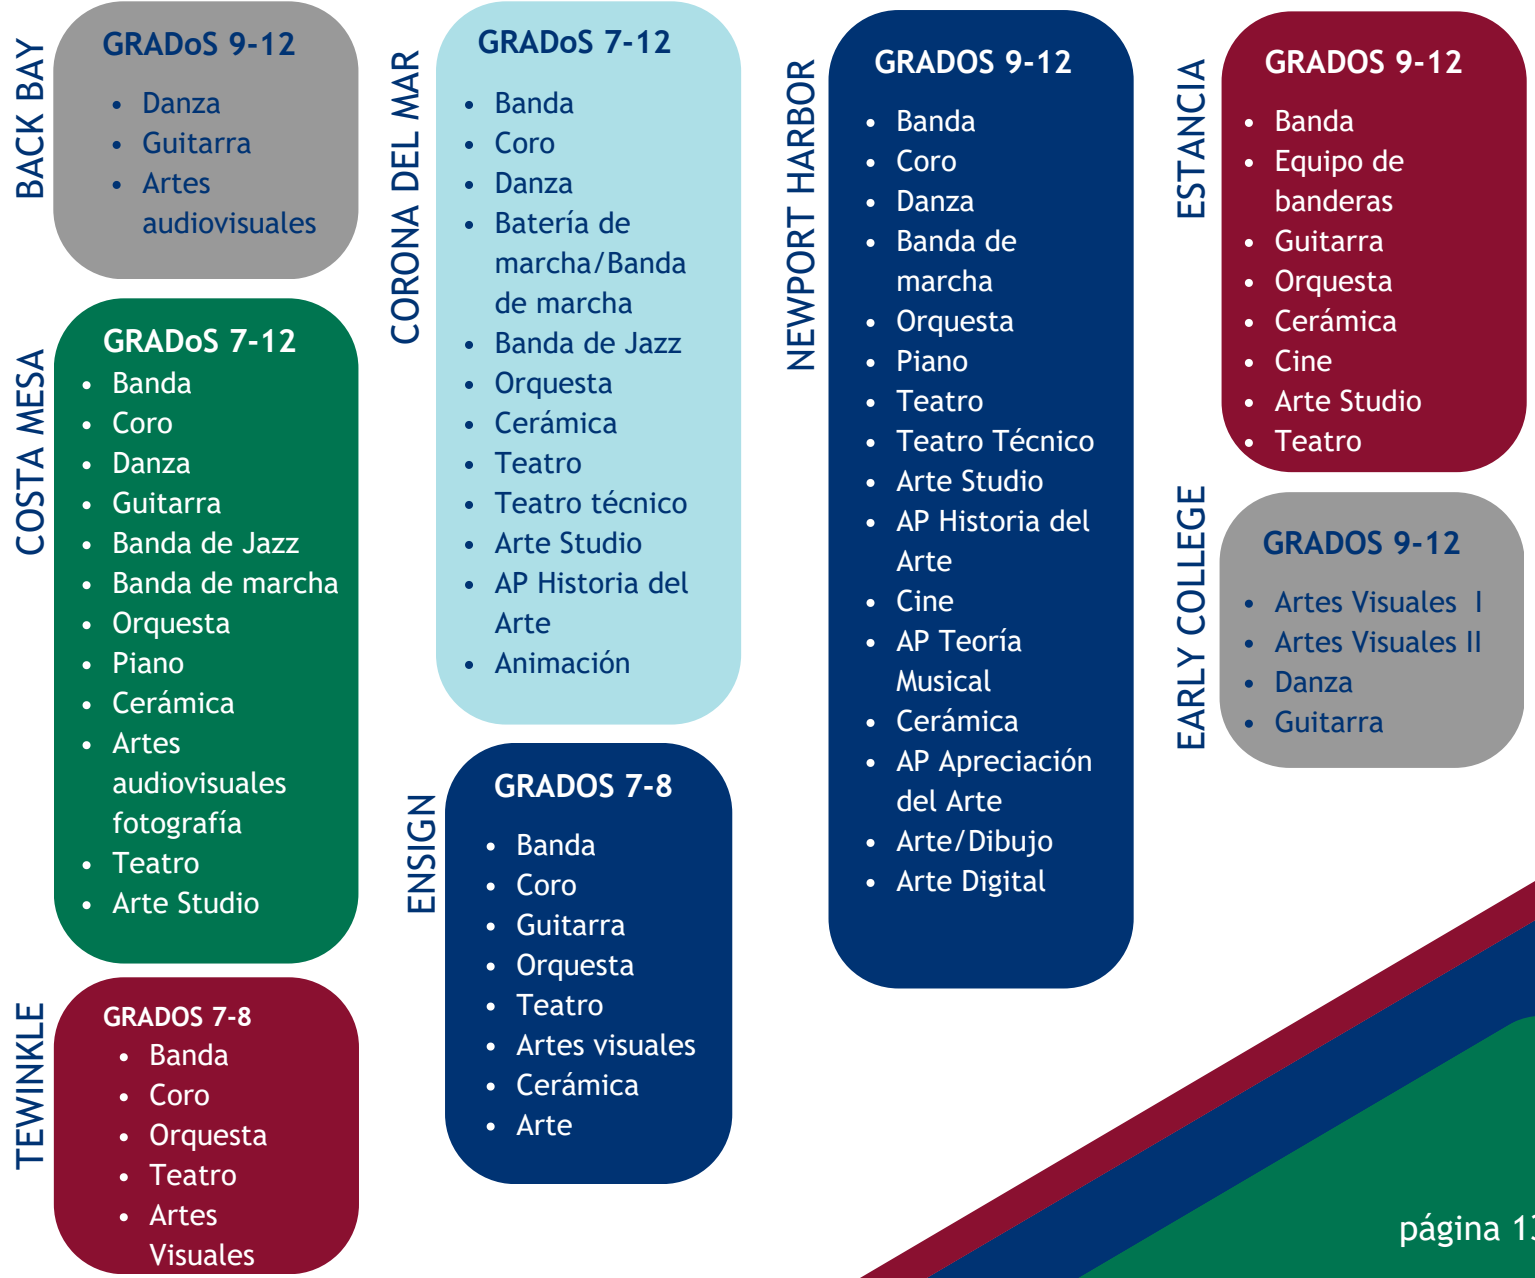 BACK BAY
GRADoS 9-12
• Danza
• Guitarra
• Artes
audiovisuales
COSTA MESA
GRADoS 7-12
• Banda
• Coro
• Danza
• Guitarra
• Banda de Jazz
• Banda de marcha
• Orquesta
• Piano
• Cerámica
• Artes
audiovisuales
fotografía
• Teatro
• Arte Studio
TEWINKLE
GRADOS 7-8
• Banda
• Coro
• Orquesta
• Teatro
• Artes
Visuales
CORONA DEL MAR
GRADoS 7-12
• Banda
• Coro
• Danza
• Batería de
marcha/Banda
de marcha
• Banda de Jazz
• Orquesta
• Cerámica
• Teatro
• Teatro técnico
• Arte Studio
• AP Historia del
Arte
• Animación
ENSIGN
GRADOS 7-8
• Banda
• Coro
• Guitarra
• Orquesta
• Teatro
• Artes visuales
• Cerámica
• Arte
NEWPORT HARBOR
GRADOS 9-12
• Banda
• Coro
• Danza
• Banda de
marcha
• Orquesta
• Piano
• Teatro
• Teatro Técnico
• Arte Studio
• AP Historia del
Arte
• Cine
• AP Teoría
Musical
• Cerámica
• AP Apreciación
del Arte
• Arte/Dibujo
• Arte Digital
ESTANCIA
GRADOS 9-12
• Banda
• Equipo de
banderas
• Guitarra
• Orquesta
• Cerámica
• Cine
• Arte Studio
• Teatro
EARLY COLLEGE
GRADOS 9-12
• Artes Visuales I
• Artes Visuales II
• Danza
• Guitarra
página 13